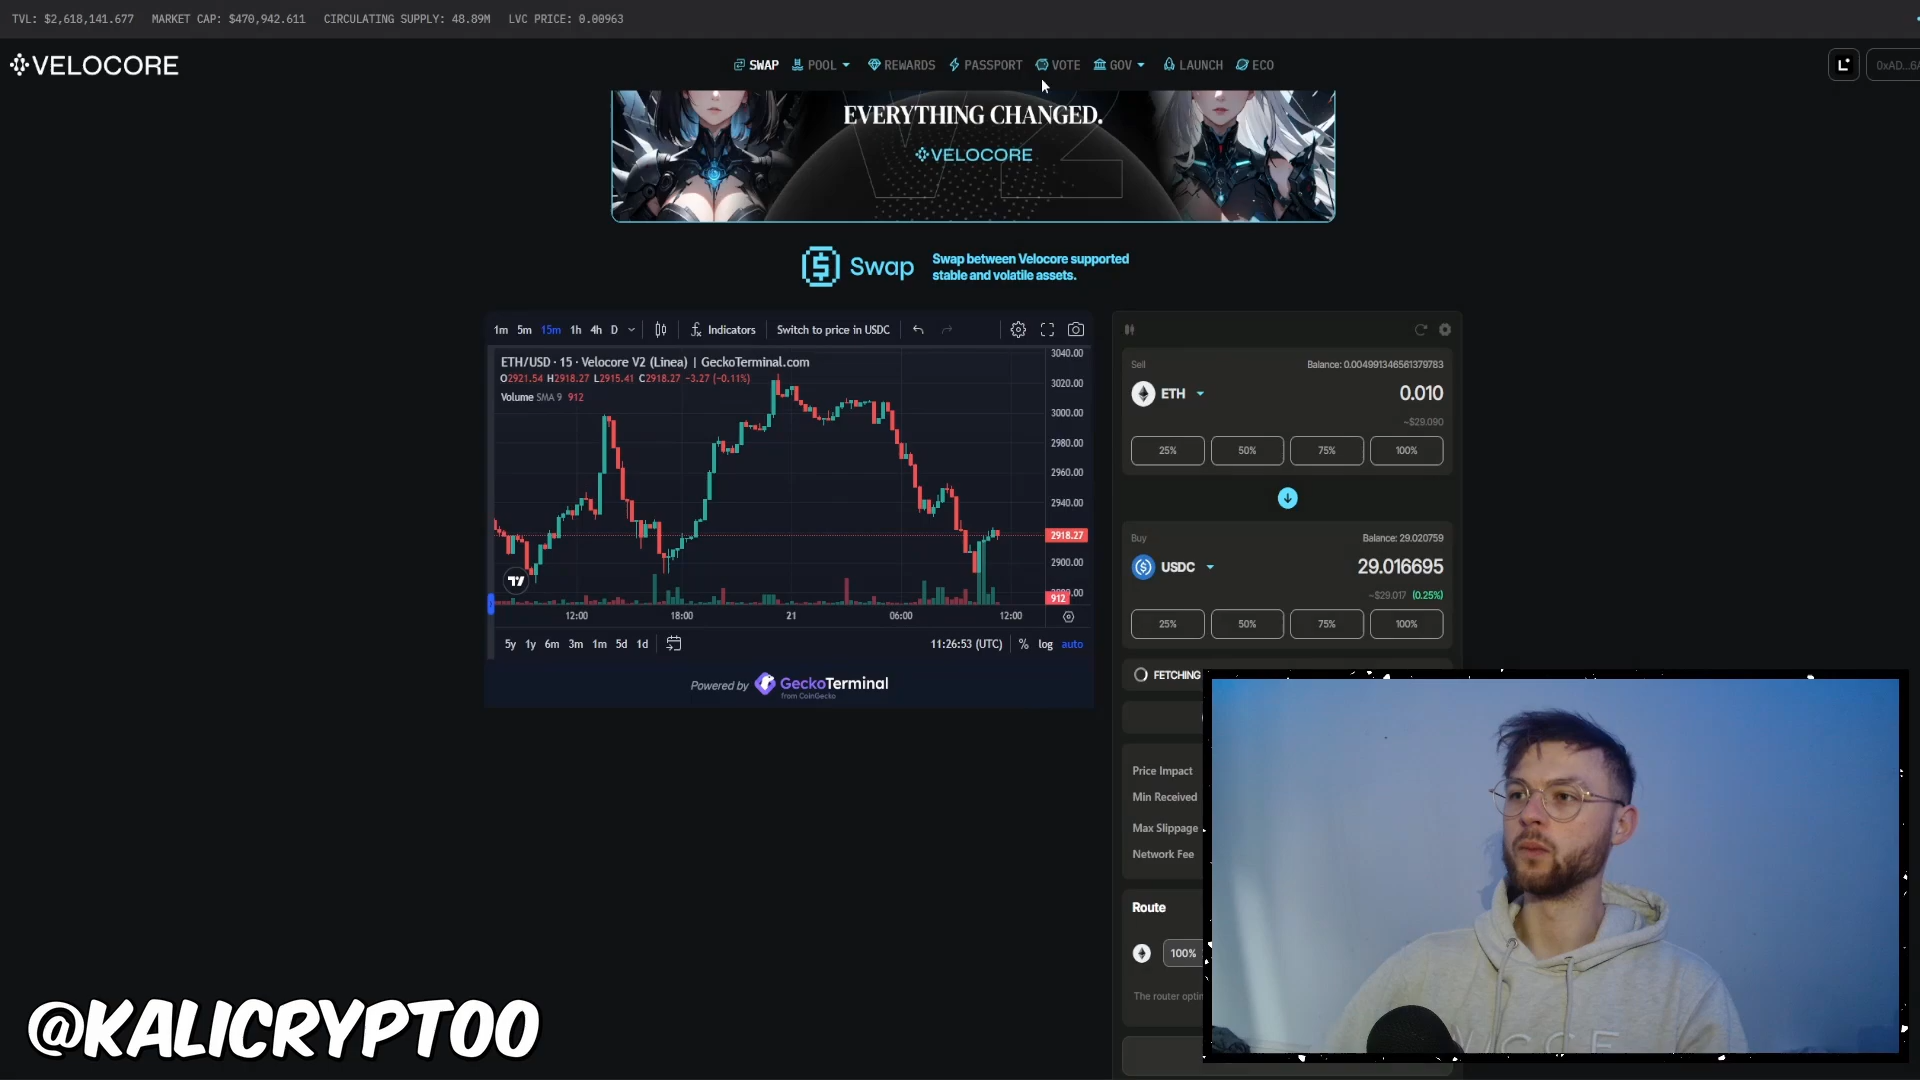 TVL: $2,618,141.677 MARKET CAP: $470,942.611 CIRCULATING SUPPLY: 48.89M LVC PRICE: 0.00963
VELOCORE
SWAP POOL REWARDS PASSPORT VOTE GOV LAUNCH ECO
0xAD...6A
EVERYTHING CHANGED.
VELOCORE
Swap
Swap between Velocore supported
stable and volatile assets.
1m 5m 15m 1h 4h D Indicators Switch to price in USDC
ETH/USD · 15 · Velocore V2 (Linea) | GeckoTerminal.com
O2921.54 H2918.27 L2915.41 C2918.27 -3.27 (-0.11%)
Volume SMA 9 912
3040.00
3020.00
3000.00
2980.00
2960.00
2940.00
2918.27
2900.00
912
12:00 18:00 21 06:00 12:00
5y 1y 6m 3m 1m 5d 1d 11:26:53 (UTC) % log auto
Powered by GeckoTerminal
from CoinGecko
Sell Balance: 0.004991346561379783
ETH 0.010
~$29.090
25% 50% 75% 100%
Buy Balance: 29.020759
USDC 29.016695
~$29.017 (0.25%)
25% 50% 75% 100%
FETCHING
Price Impact
Min Received
Max Slippage
Network Fee
Route
100%
The router optin
@KALICRYPTOO